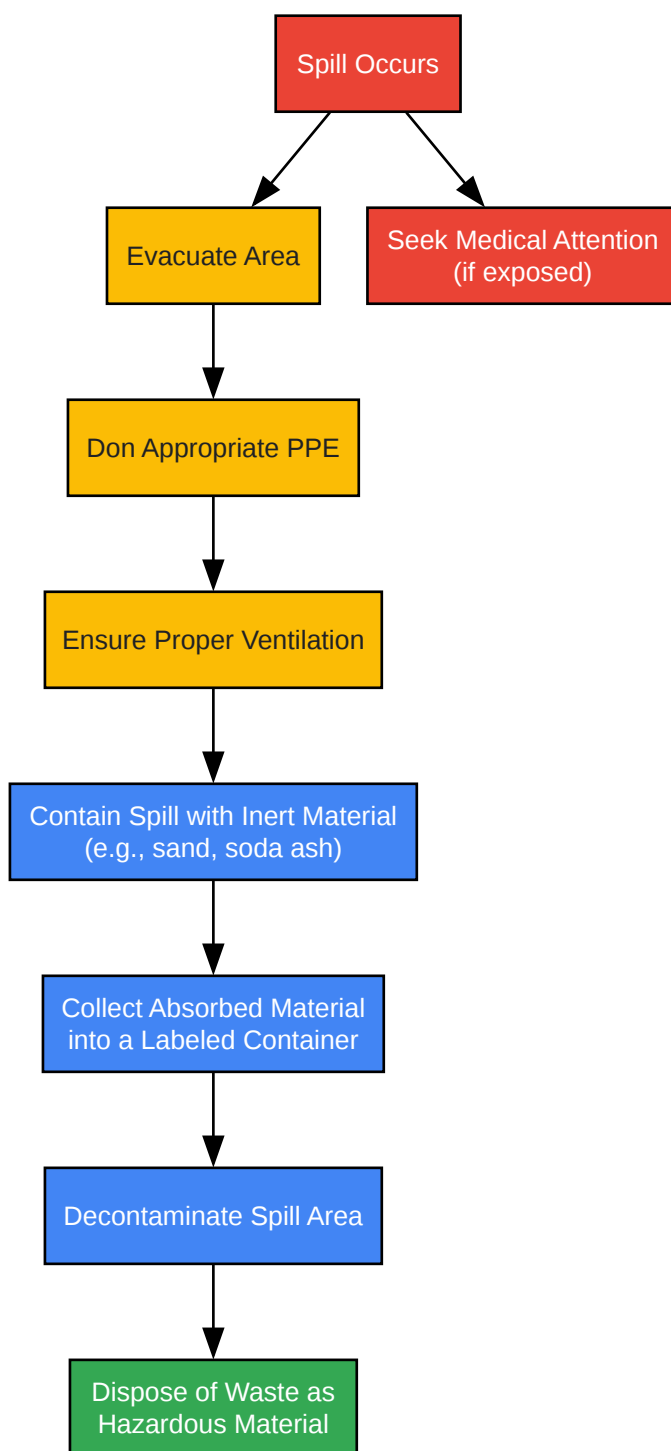 Spill Occurs
Evacuate Area
Seek Medical Attention
(if exposed)
Don Appropriate PPE
Ensure Proper Ventilation
Contain Spill with Inert Material
(e.g., sand, soda ash)
Collect Absorbed Material
into a Labeled Container
Decontaminate Spill Area
Dispose of Waste as
Hazardous Material